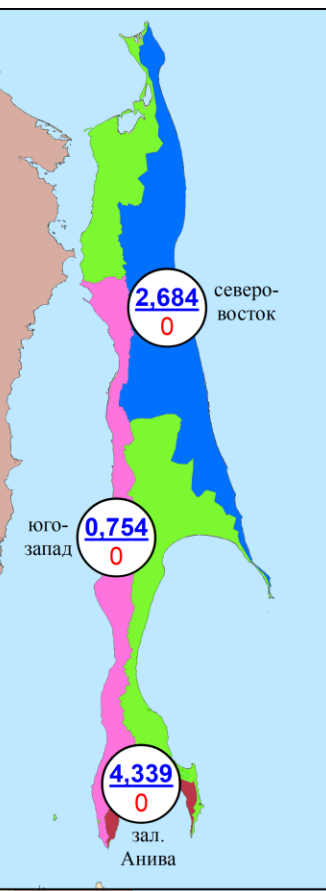 2,684
0
северо-
восток
юго-
запад
0,754
0
4,339
0
зал.
Анива